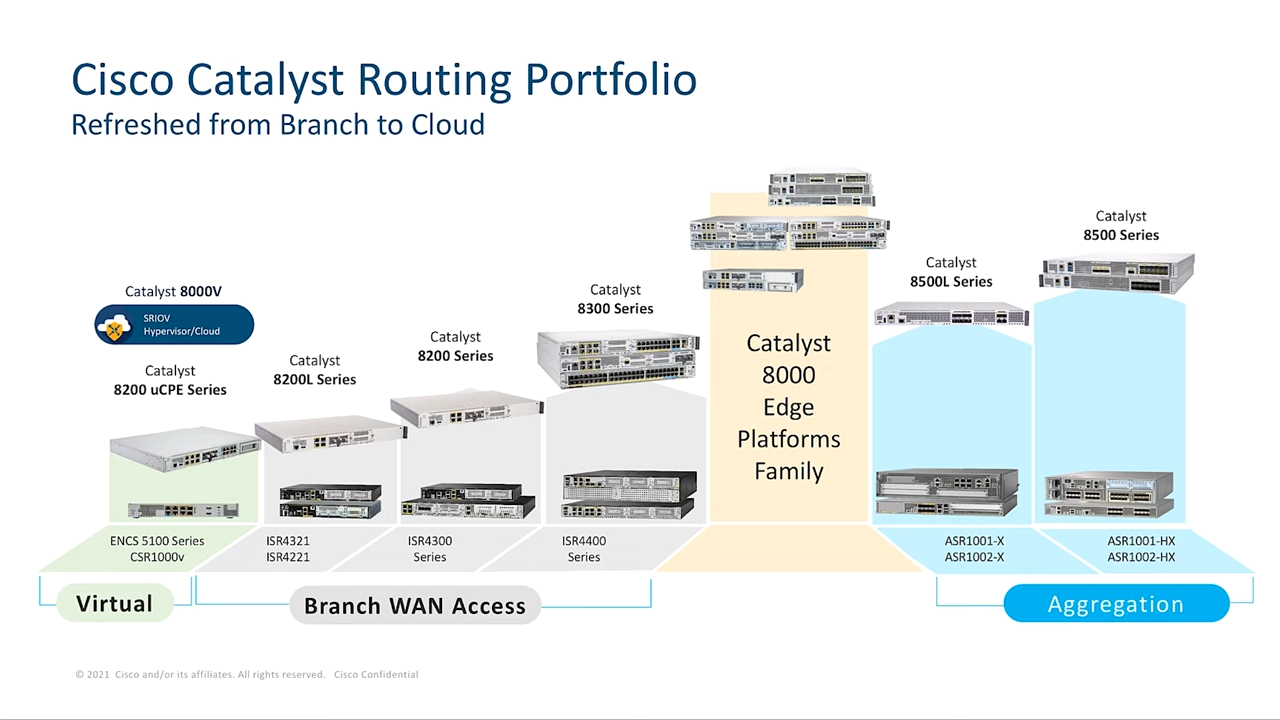 Cisco Catalyst Routing Portfolio
Refreshed from Branch to Cloud
Catalyst 8000V
SRIOV
Hypervisor/Cloud
Catalyst
8200 uCPE Series
Catalyst
8200L Series
Catalyst
8200 Series
Catalyst
8300 Series
Catalyst
8000
Edge
Platforms
Family
Catalyst
8500L Series
Catalyst
8500 Series
ENCS 5100 Series
CSR1000v
ISR4321
ISR4221
ISR4300
Series
ISR4400
Series
ASR1001-X
ASR1002-X
ASR1001-HX
ASR1002-HX
Virtual
Branch WAN Access
Aggregation
© 2021 Cisco and/or its affiliates. All rights reserved. Cisco Confidential